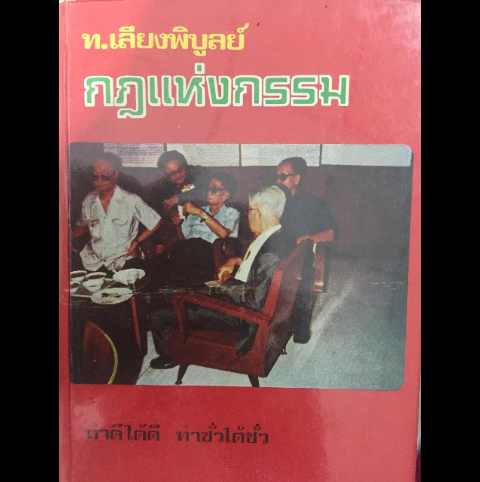 ท.เลียงพิบูลย์
กฎแห่งกรรม
ทำดีได้ดี ทำชั่วได้ชั่ว